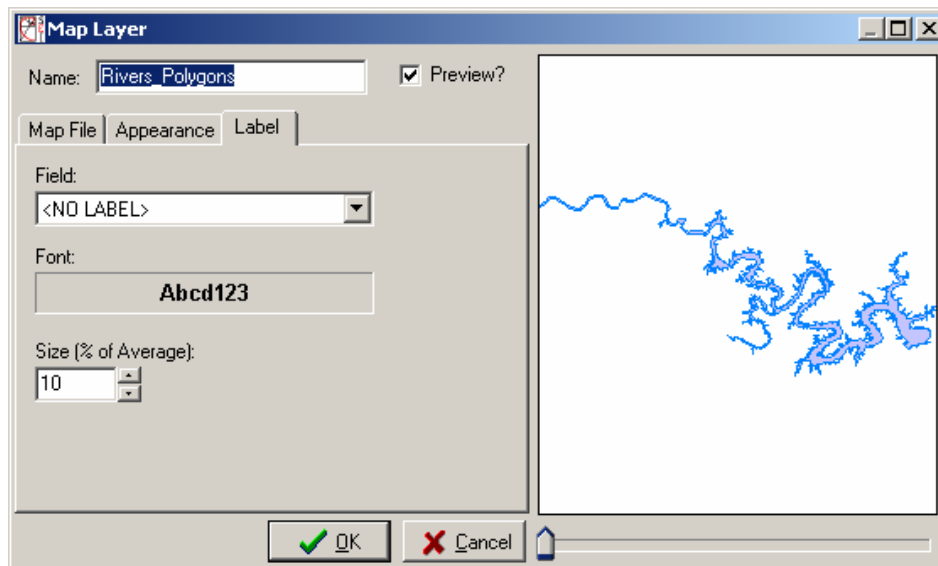 Map Layer
Name: Rivers_Polygons Preview?
Map File Appearance Label
Field:
<NO LABEL>
Font:
Abcd123
Size (% of Average):
10
OK Cancel